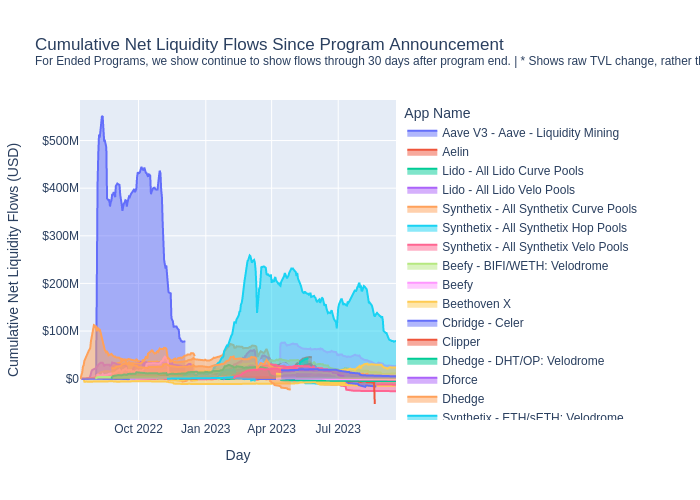 Cumulative Net Liquidity Flows Since Program Announcement
For Ended Programs, we show continue to show flows through 30 days after program end. | * Shows raw TVL change, rather
App Name
Aave V3 - Aave - Liquidity Mining
Aelin
Lido - All Lido Curve Pools
Lido - All Lido Velo Pools
Synthetix - All Synthetix Curve Pools
Synthetix - All Synthetix Hop Pools
Synthetix - All Synthetix Velo Pools
Beefy - BIFI/WETH: Velodrome
Beefy
Beethoven X
Cbridge - Celer
Clipper
Dhedge - DHT/OP: Velodrome
Dforce
Dhedge
Synthetix - ETH/sETH: Velodrome
Cumulative Net Liquidity Flows (USD)
$500M
$400M
$300M
$200M
$100M
$0
Oct 2022
Jan 2023
Apr 2023
Jul 2023
Day